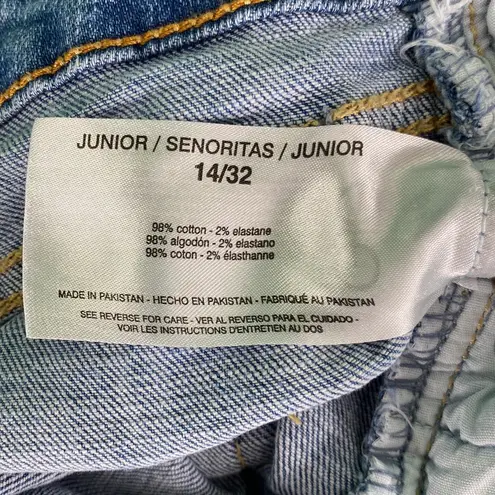 JUNIOR / SENORITAS / JUNIOR
14/32
98% cotton - 2% elastane
98% algodón - 2% elastano
98% coton - 2% élasthanne
MADE IN PAKISTAN - HECHO EN PAKISTAN - FABRIQUÉ AU PAKISTAN
SEE REVERSE FOR CARE - VER AL REVERSO PARA EL CUIDADO -
VOIR LES INSTRUCTIONS D'ENTRETIEN AU DOS